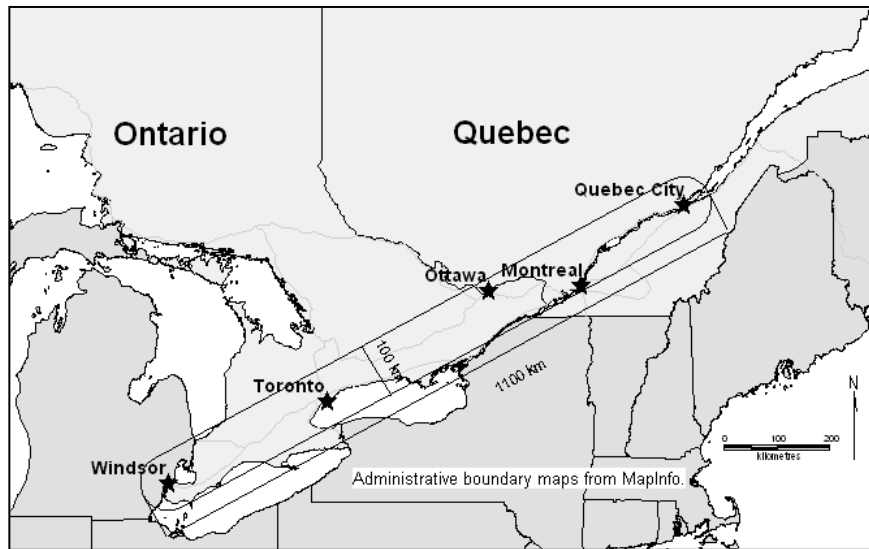 Ontario
Quebec
Quebec City
Ottawa
Montreal
100 km
1100 km
Toronto
N
0 100 200
kilometres
Windsor
Administrative boundary maps from MapInfo.